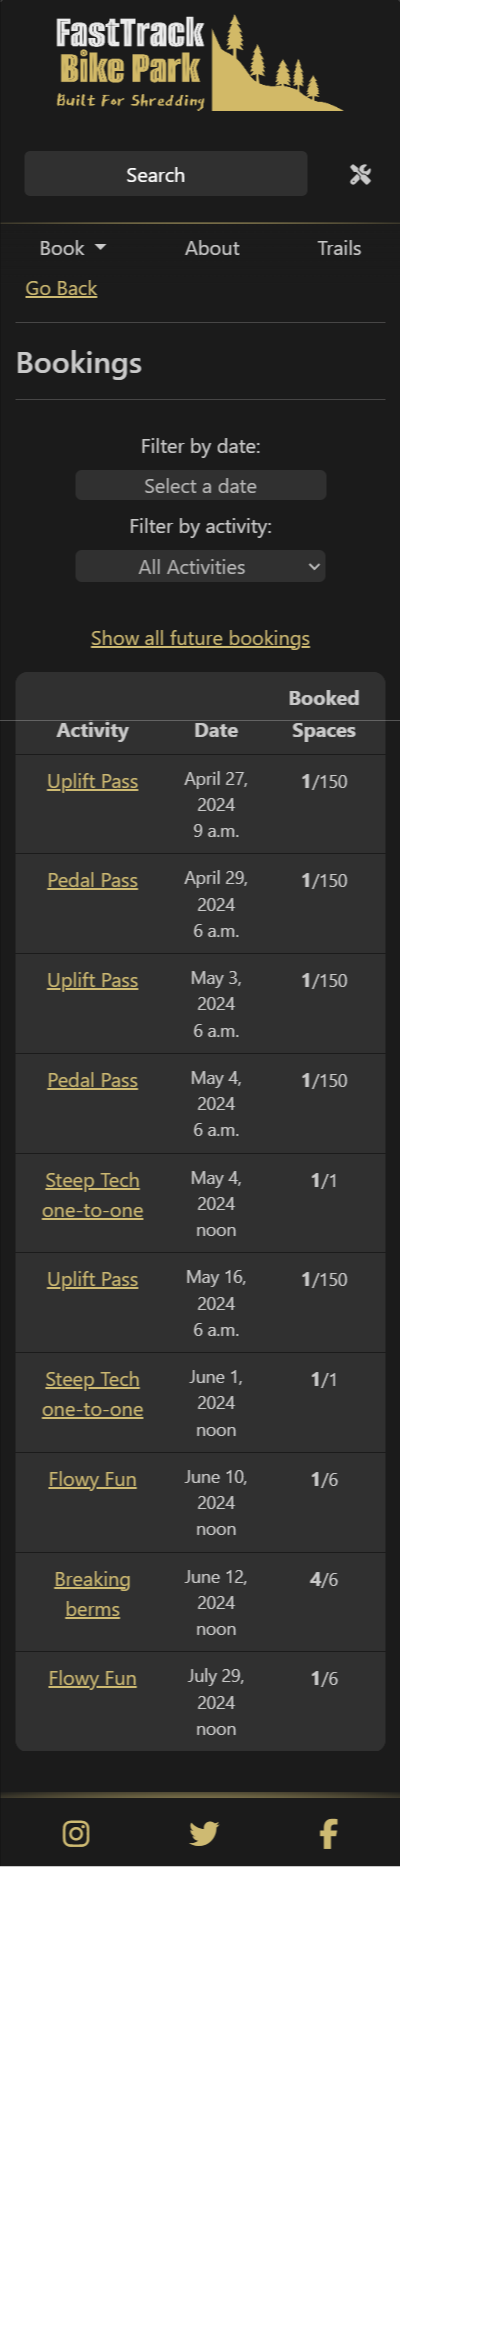 FastTrack
Bike Park
Built For Shredding
Search
Book About Trails
Go Back
Bookings
Filter by date:
Select a date
Filter by activity:
All Activities
Show all future bookings
Booked
Activity Date Spaces
Uplift Pass April 27, 1/150
2024
9 a.m.
Pedal Pass April 29, 1/150
2024
6 a.m.
Uplift Pass May 3, 1/150
2024
6 a.m.
Pedal Pass May 4, 1/150
2024
6 a.m.
Steep Tech May 4, 1/1
one-to-one 2024
noon
Uplift Pass May 16, 1/150
2024
6 a.m.
Steep Tech June 1, 1/1
one-to-one 2024
noon
Flowy Fun June 10, 1/6
2024
noon
Breaking June 12, 4/6
berms 2024
noon
Flowy Fun July 29, 1/6
2024
noon